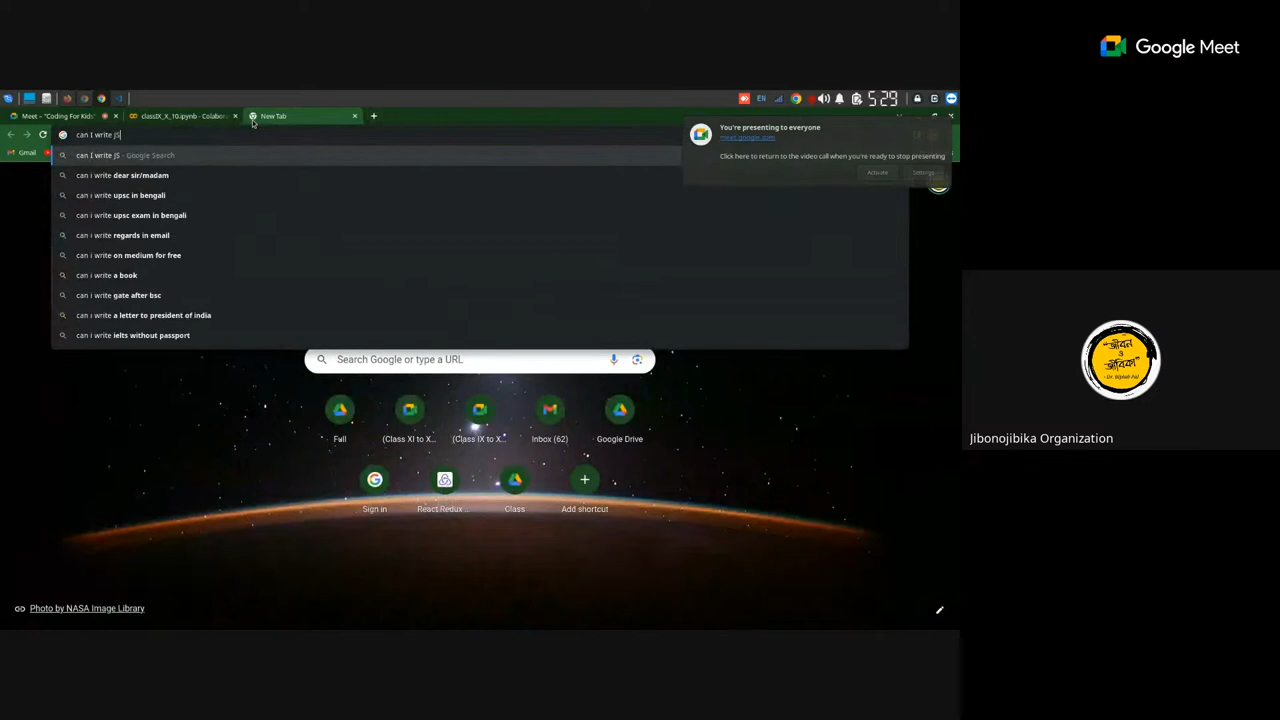 Google Meet
EN
5:29
Meet – "Coding For Kids"
classIX_X_10.ipynb - Colabora
New Tab
can I write JS
Gmail
can I write JS - Google Search
can i write dear sir/madam
can i write upsc in bengali
can i write upsc exam in bengali
can i write regards in email
can i write on medium for free
can i write a book
can i write gate after bsc
can i write a letter to president of india
can i write ielts without passport
You're presenting to everyone
meet.google.com
Click here to return to the video call when you're ready to stop presenting
Activate
Settings
Search Google or type a URL
Full
(Class XI to X...
(Class IX to X...
Inbox (62)
Google Drive
Sign in
React Redux ...
Class
Add shortcut
Photo by NASA Image Library
"জীবন
ও
জীবিকা"
Jibonojibika Organization